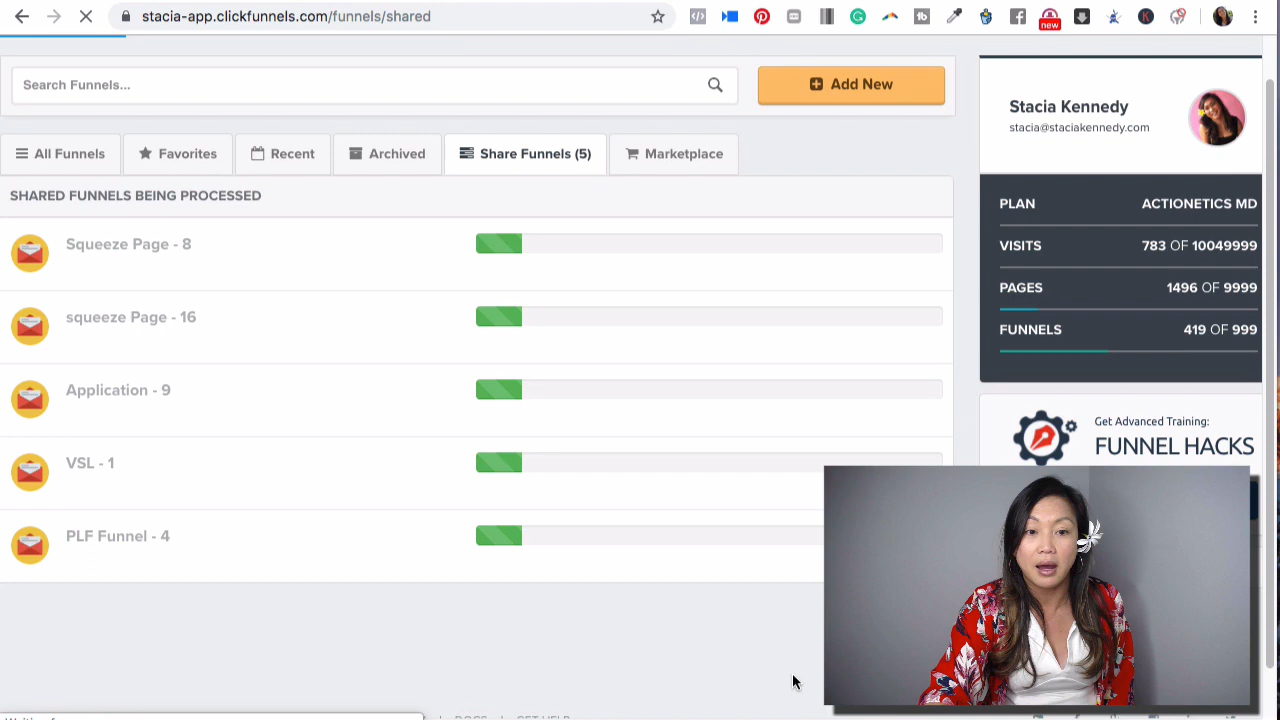 stacia-app.clickfunnels.com/funnels/shared
new
Search Funnels...
Add New
Stacia Kennedy
stacia@staciakennedy.com
All Funnels
Favorites
Recent
Archived
Share Funnels (5)
Marketplace
SHARED FUNNELS BEING PROCESSED
PLAN ACTIONETICS MD
VISITS 783 OF 10049999
PAGES 1496 OF 9999
FUNNELS 419 OF 999
Squeeze Page - 8
squeeze Page - 16
Application - 9
VSL - 1
PLF Funnel - 4
Get Advanced Training:
FUNNEL HACKS